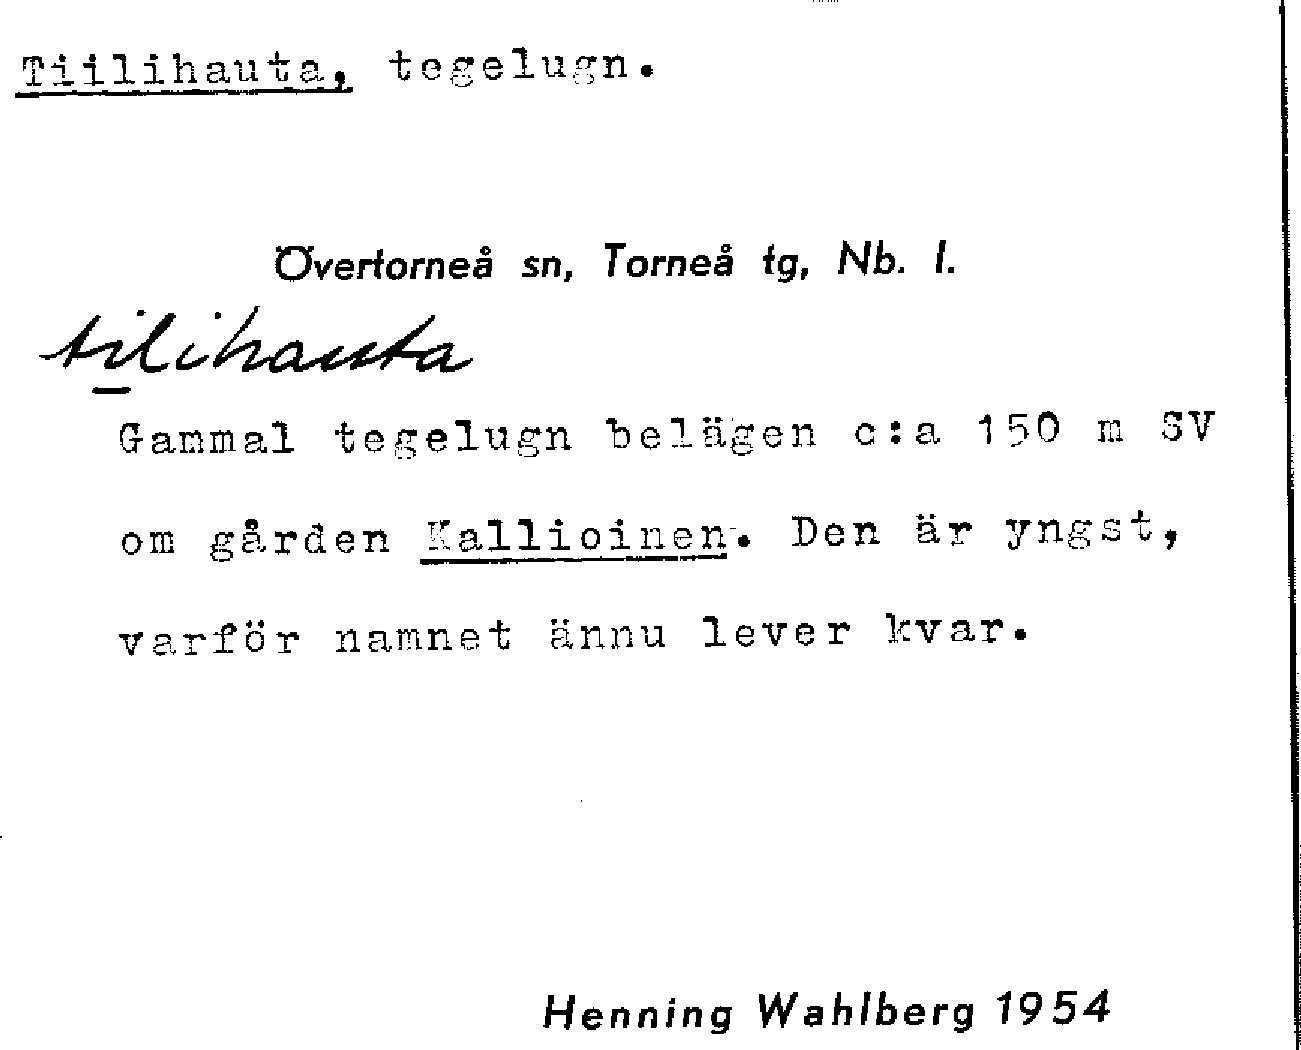 Tiilihauta, tegelugn.
Övertorneå sn, Torneå tg, Nb. l.
tilihauta
Gammal tegelugn belägen c:a 150 m SV
om gården Kallioinen. Den är yngst,
varför namnet ännu lever kvar.
Henning Wahlberg 1954